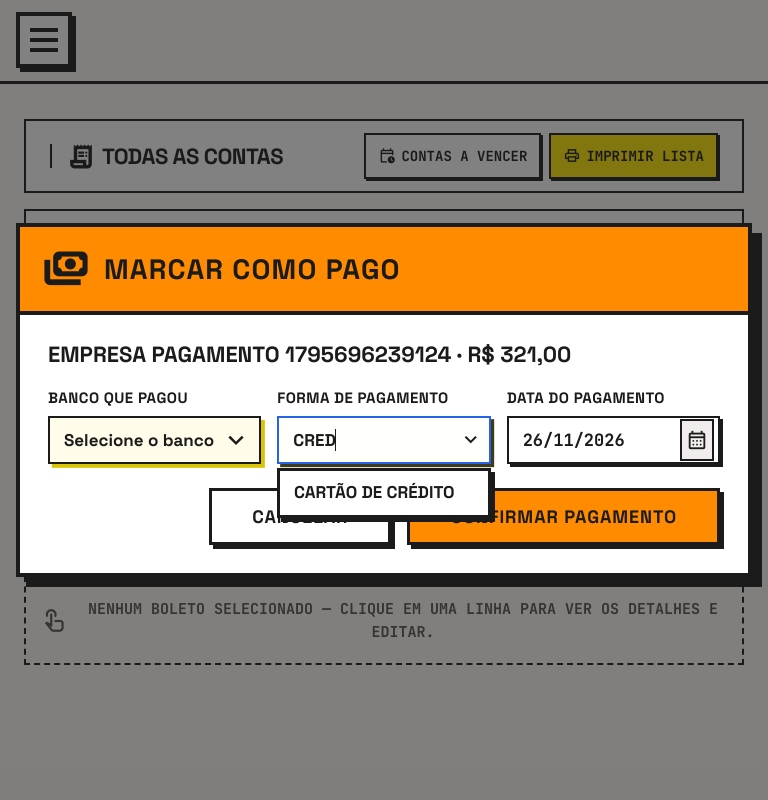 TODAS AS CONTAS
CONTAS A VENCER
IMPRIMIR LISTA
MARCAR COMO PAGO
EMPRESA PAGAMENTO 1795696239124 · R$ 321,00
BANCO QUE PAGOU
FORMA DE PAGAMENTO
DATA DO PAGAMENTO
Selecione o banco
CRED
26/11/2026
CARTÃO DE CRÉDITO
PAGAMENTO
NENHUM BOLETO SELECIONADO — CLIQUE EM UMA LINHA PARA VER OS DETALHES E
EDITAR.